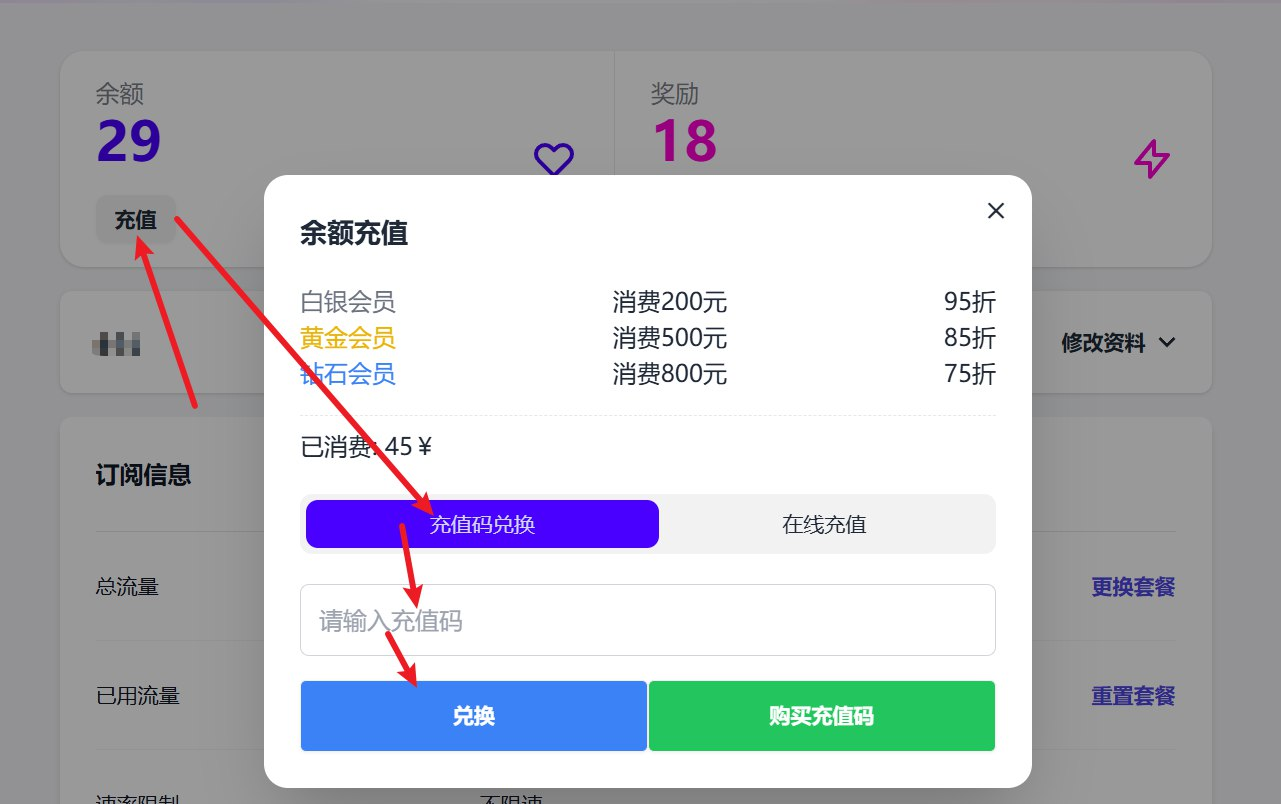 余额
29
奖励
18
充值
余额充值
白银会员 消费200元 95折
黄金会员 消费500元 85折
钻石会员 消费800元 75折
修改资料
已消费: 45 ¥
订阅信息
充值码兑换 在线充值
总流量
更换套餐
请输入充值码
已用流量
重置套餐
兑换 购买充值码
速率限制 不限速